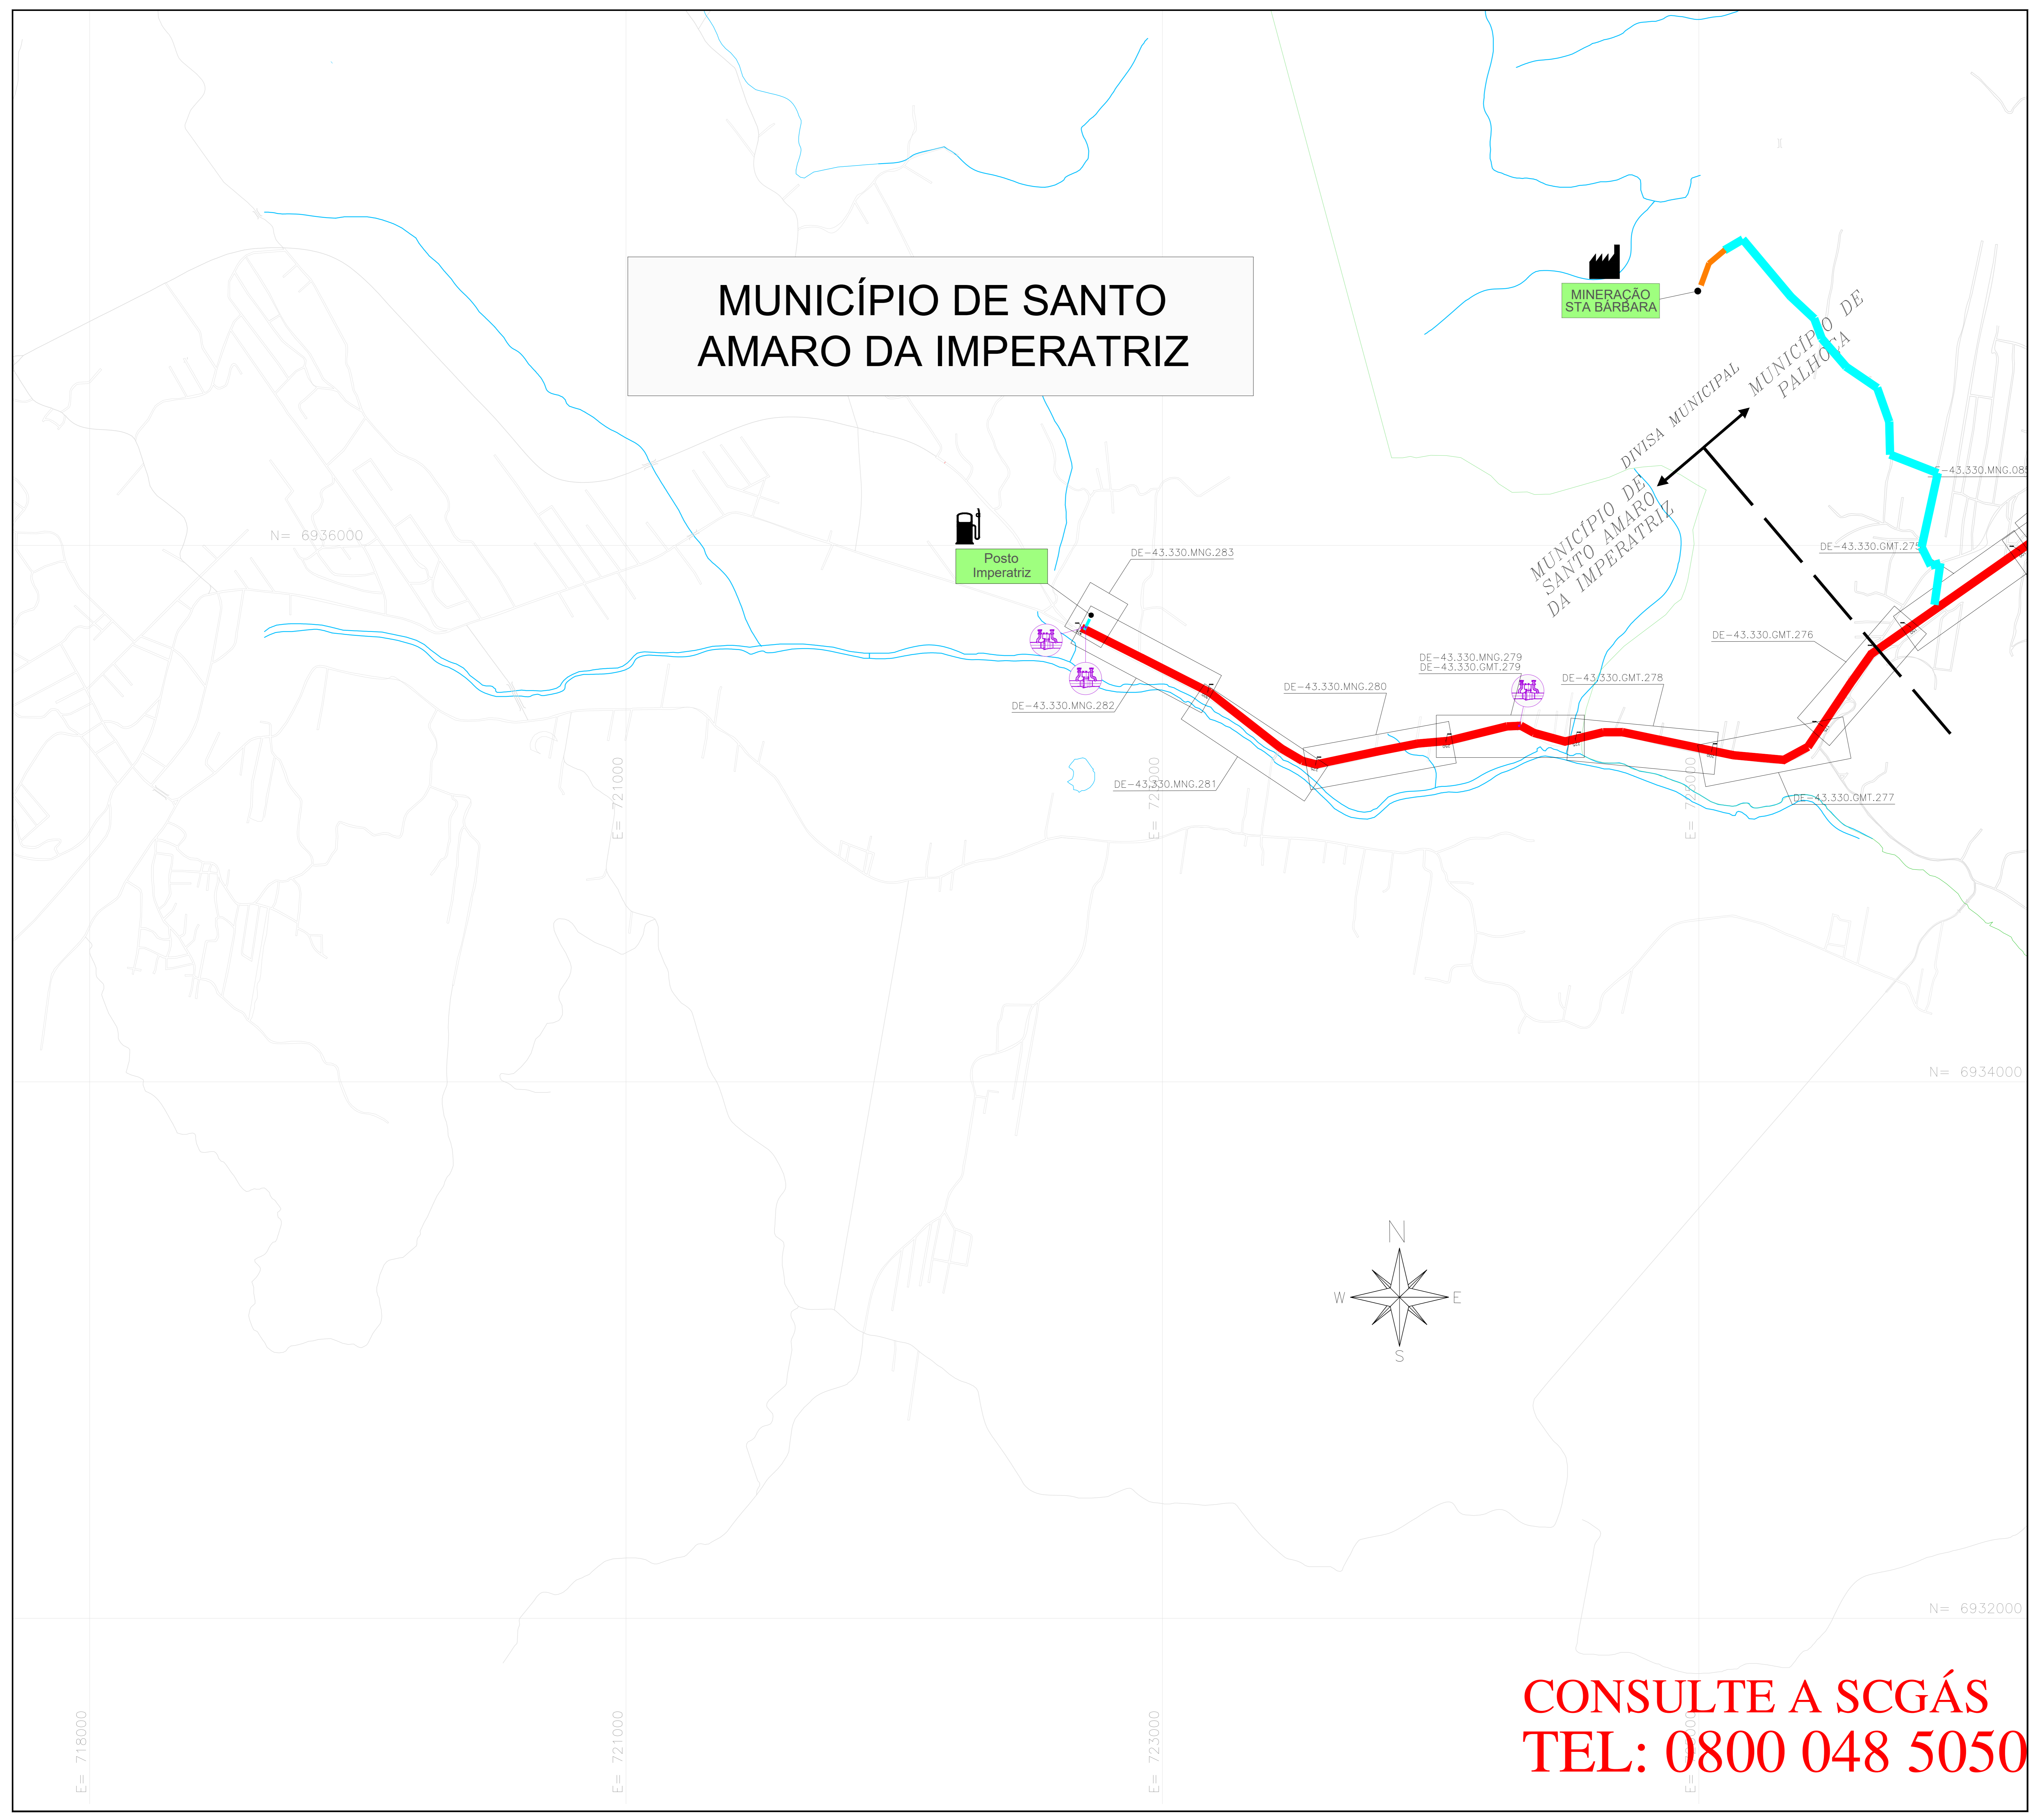 MUNICÍPIO DE SANTO
AMARO DA IMPERATRIZ
MINERAÇÃO
STA BÁRBARA
DIVISA MUNICIPAL
MUNICÍPIO DE
PALHOÇA
MUNICÍPIO DE
SANTO AMARO
DA IMPERATRIZ
DE-43.330.GMT.275
N= 6936000
Posto
Imperatriz
DE-43.330.MNG.283
DE-43.330.GMT.276
DE-43.330.MNG.279
DE-43.330.GMT.279
DE-43.330.GMT.278
DE-43.330.MNG.280
DE-43.330.MNG.282
DE-43.330.MNG.281
DE-43.330.GMT.277
E= 721000
E= 723000
E= 725000
N= 6934000
N
W
E
S
N= 6932000
E= 718000
E= 721000
E= 723000
CONSULTE A SCGÁS
TEL: 0800 048 5050